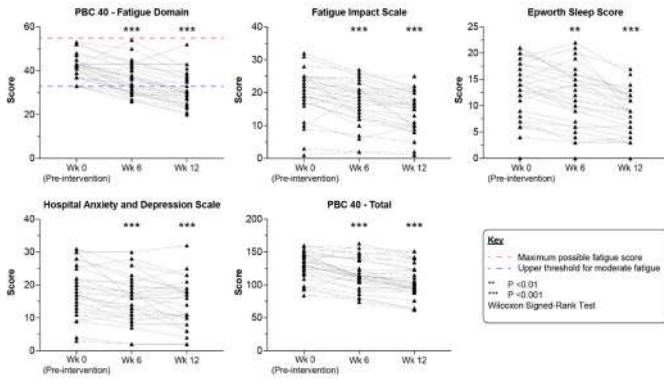 PBC 40 - Fatigue Domain
***
***
60
40
20
0
Score
Wk 0
(Pre-intervention)
Wk 6
Wk 12
Fatigue Impact Scale
***
***
40
30
20
10
0
Score
Wk 0
(Pre-intervention)
Wk 6
Wk 12
Epworth Sleep Score
**
***
25
20
15
10
5
0
Score
Wk 0
(Pre-intervention)
Wk 6
Wk 12
Hospital Anxiety and Depression Scale
***
***
40
30
20
10
0
Score
Wk 0
(Pre-intervention)
Wk 6
Wk 12
PBC 40 - Total
***
***
200
150
100
50
0
Score
Wk 0
(Pre-intervention)
Wk 6
Wk 12
Key
Maximum possible fatigue score
Upper threshold for moderate fatigue
** P <0.01
*** P <0.001
Wilcoxon Signed-Rank Test